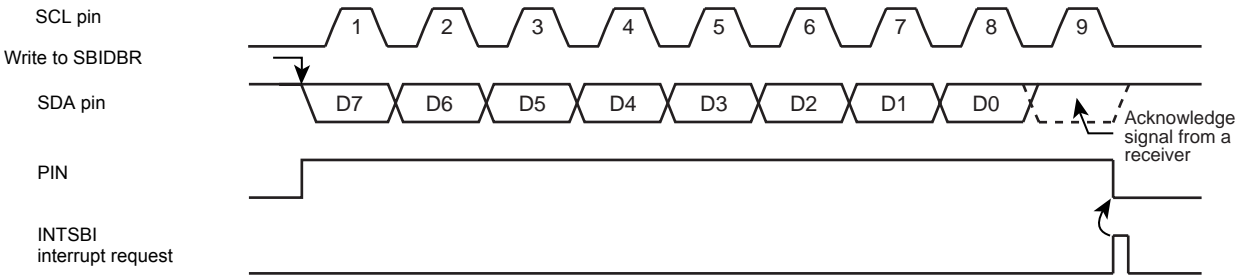 SCL pin
1 2 3 4 5 6 7 8 9
Write to SBIDBR
SDA pin
D7 D6 D5 D4 D3 D2 D1 D0
Acknowledge
signal from a
receiver
PIN
INTSBI
interrupt request